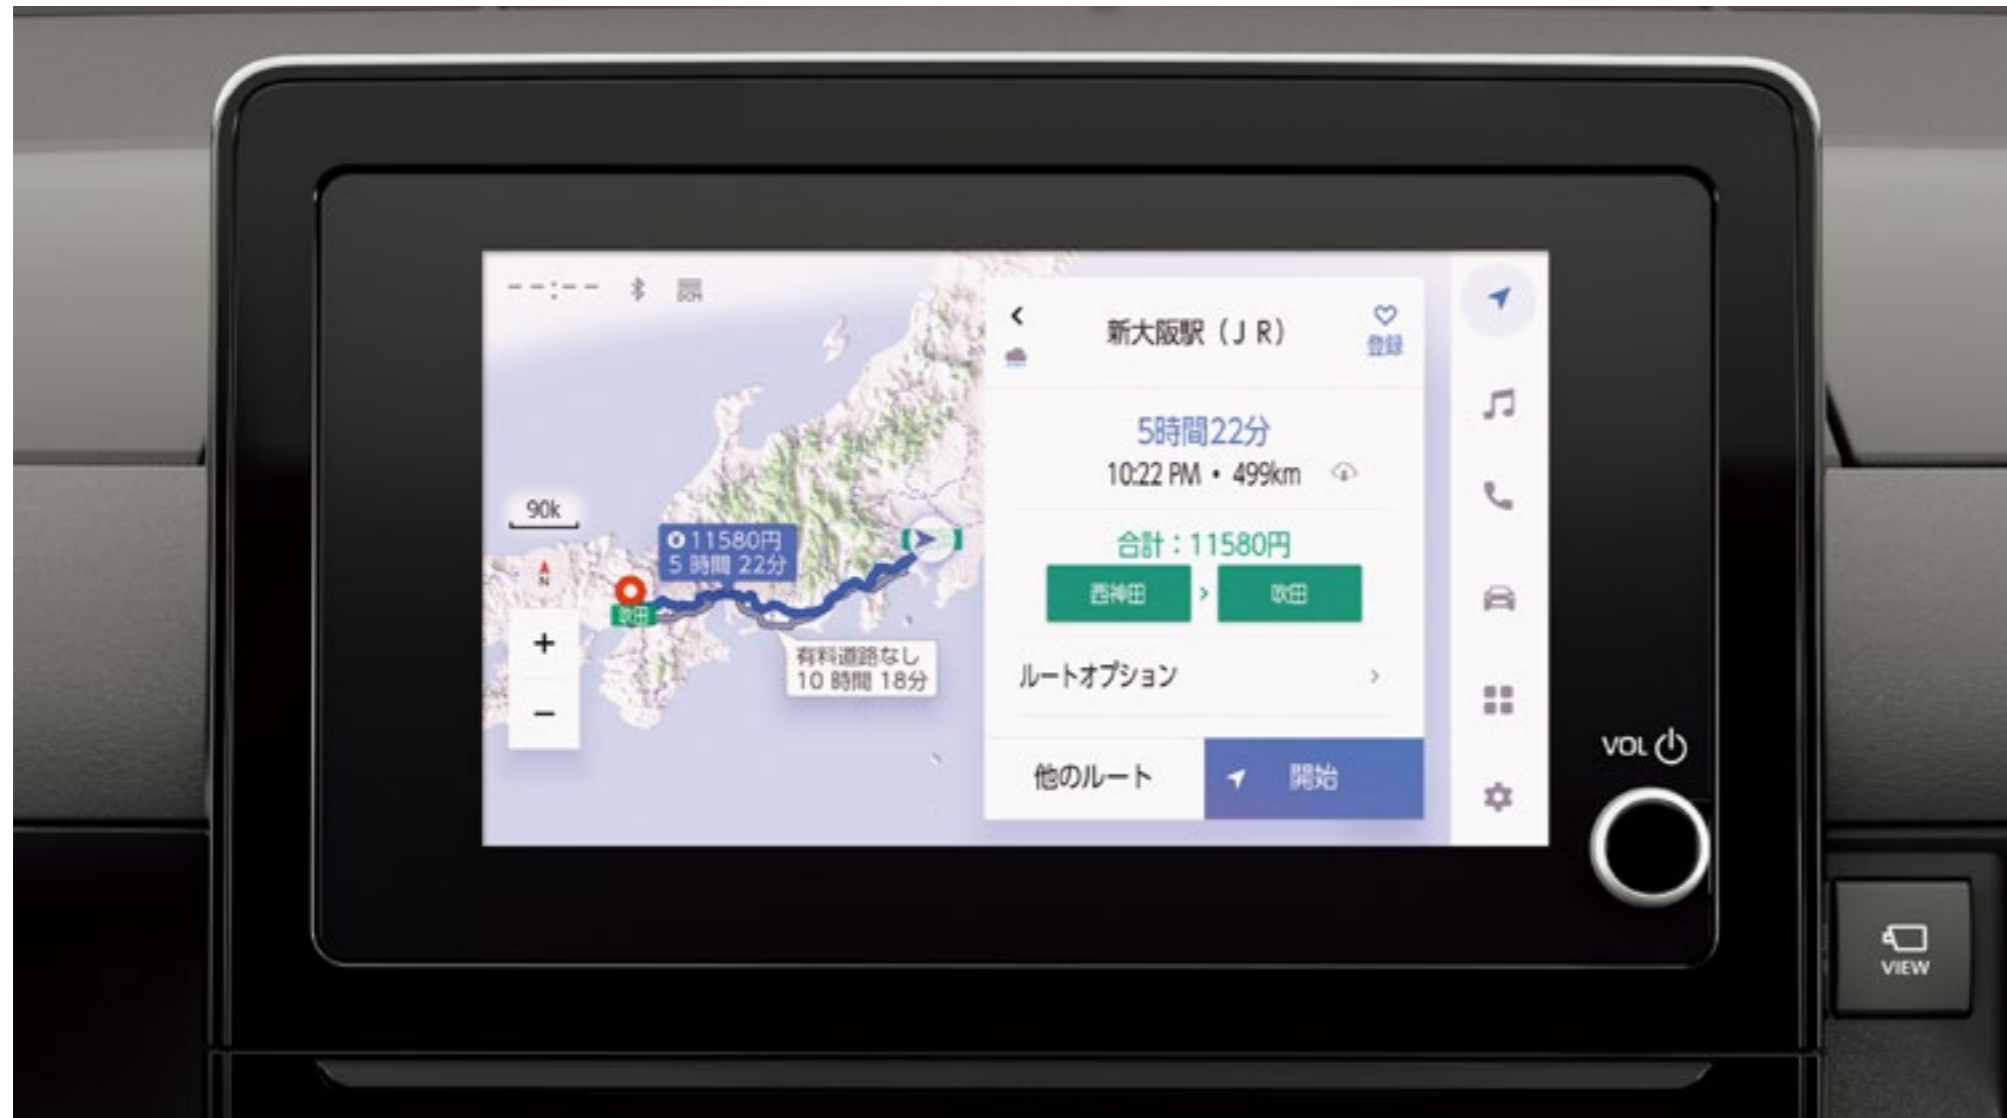 --:--
DCM
新大阪駅（ＪＲ）
登録
5時間22分
10:22 PM・499km
合計：11580円
西神田 > 吹田
ルートオプション
他のルート
開始
90k
N
11580円
5 時間 22分
吹田
有料道路なし
10 時間 18分
+
−
VOL
VIEW